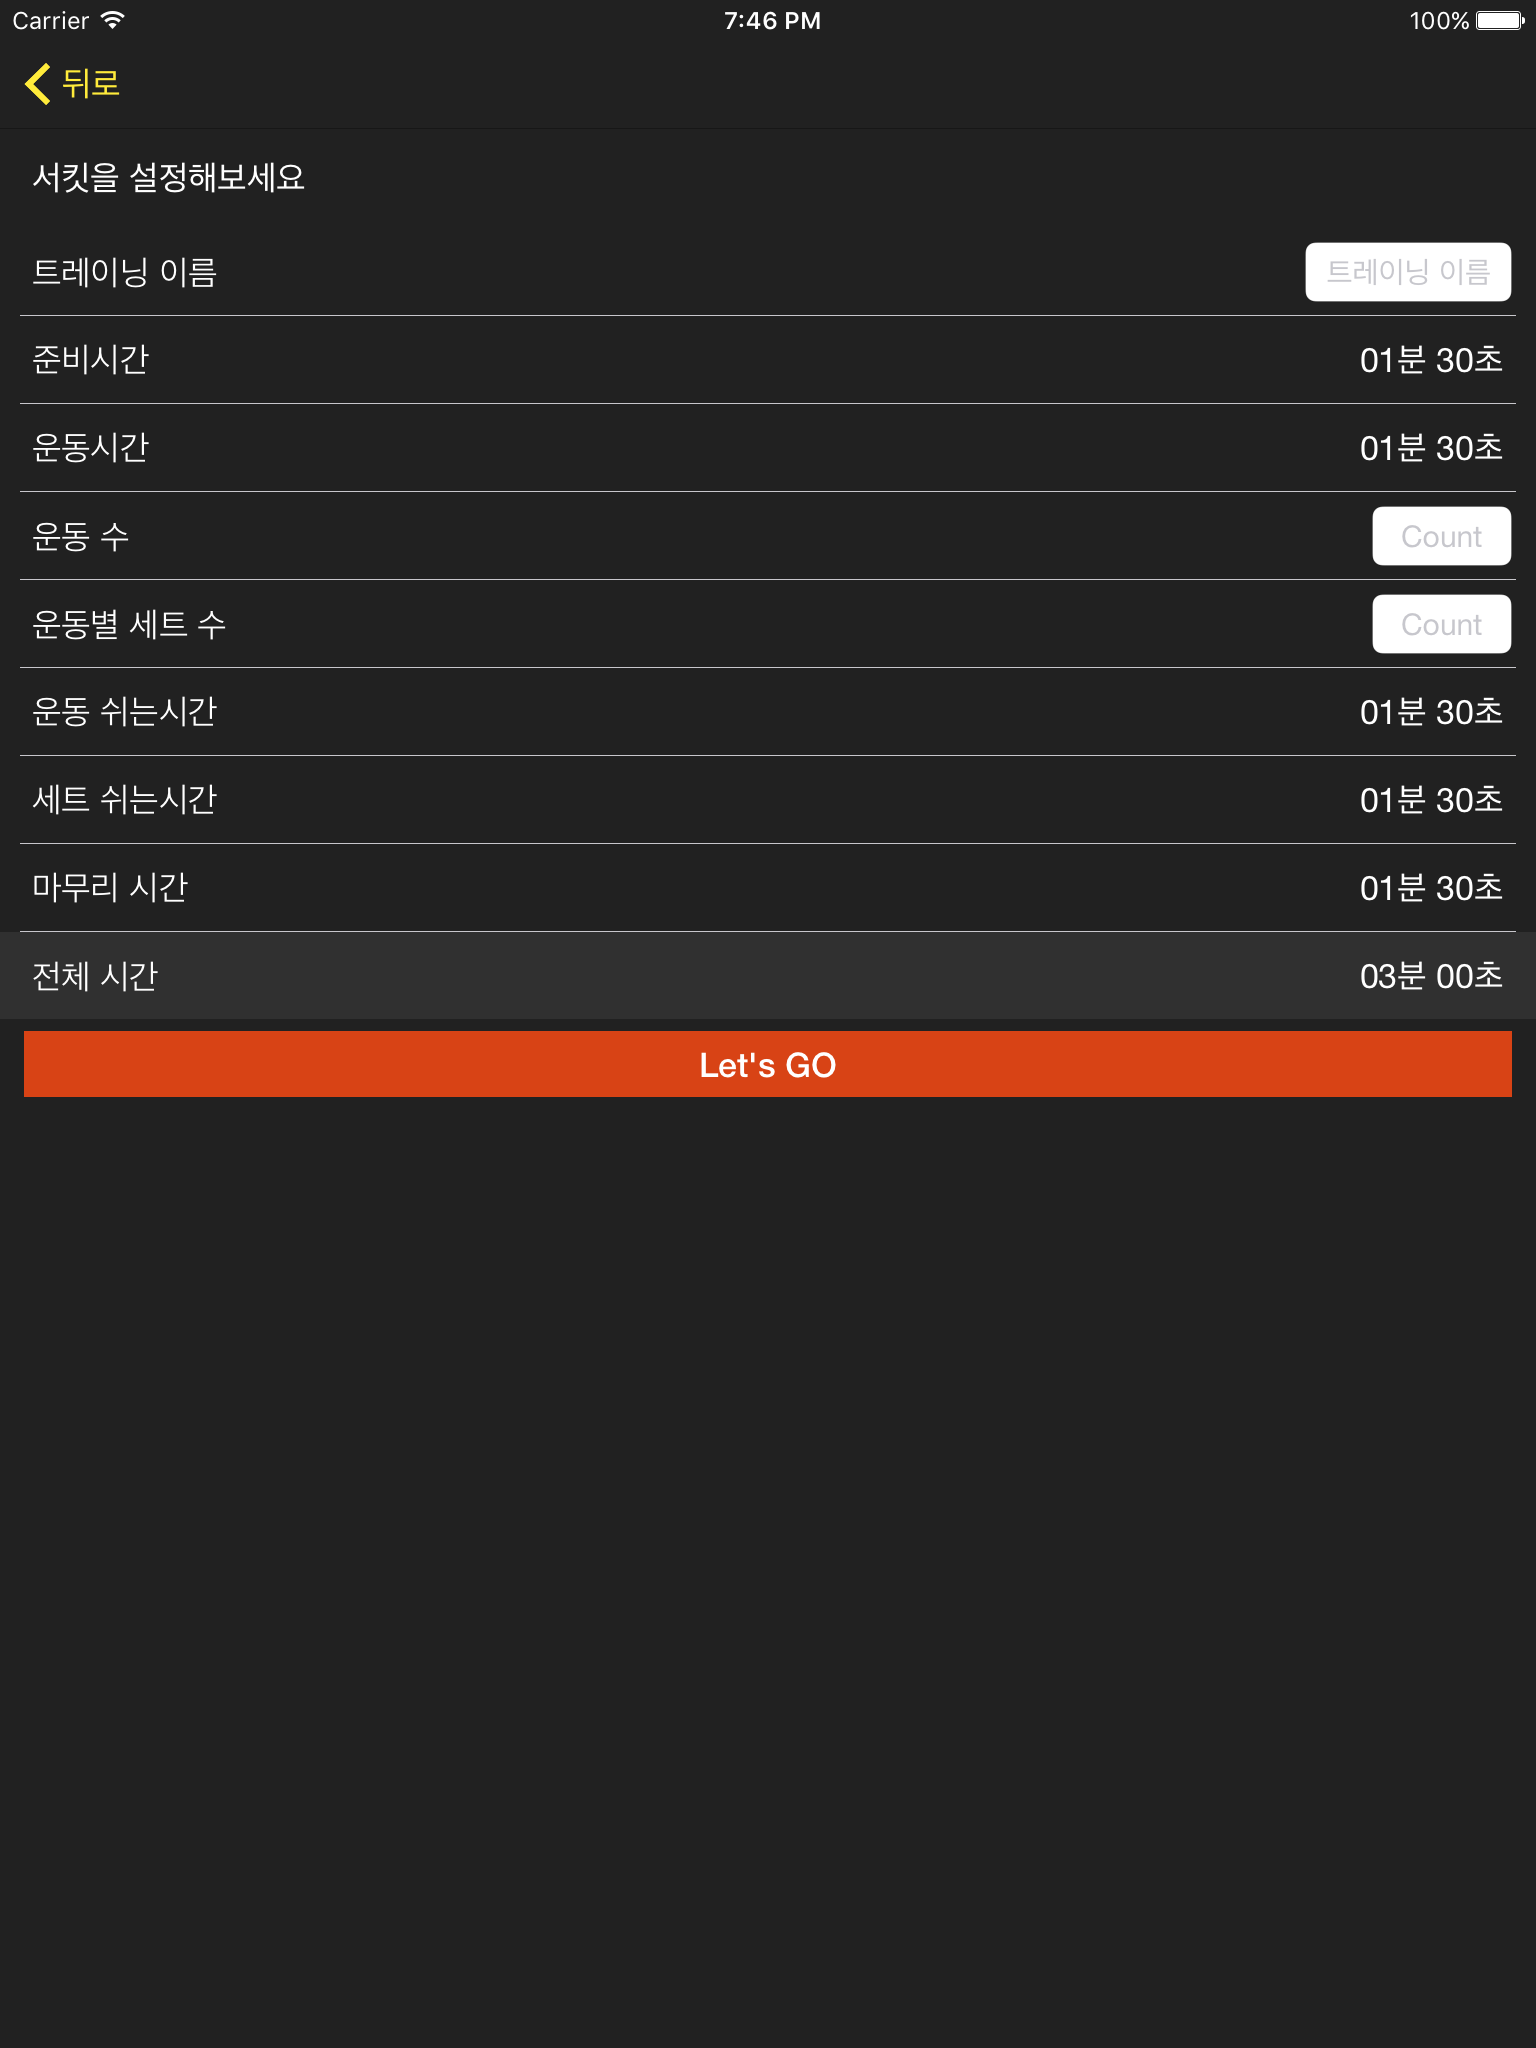 Carrier 7:46 PM 100%
뒤로
서킷을 설정해보세요
트레이닝 이름 트레이닝 이름
준비시간 01분 30초
운동시간 01분 30초
운동 수 Count
운동별 세트 수 Count
운동 쉬는시간 01분 30초
세트 쉬는시간 01분 30초
마무리 시간 01분 30초
전체 시간 03분 00초
Let's GO